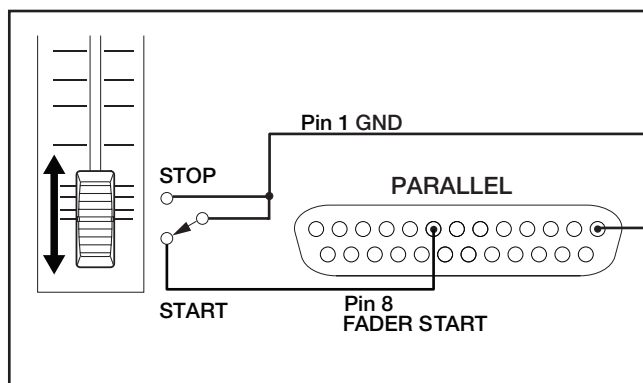 Pin 1 GND
STOP
PARALLEL
START
Pin 8
FADER START